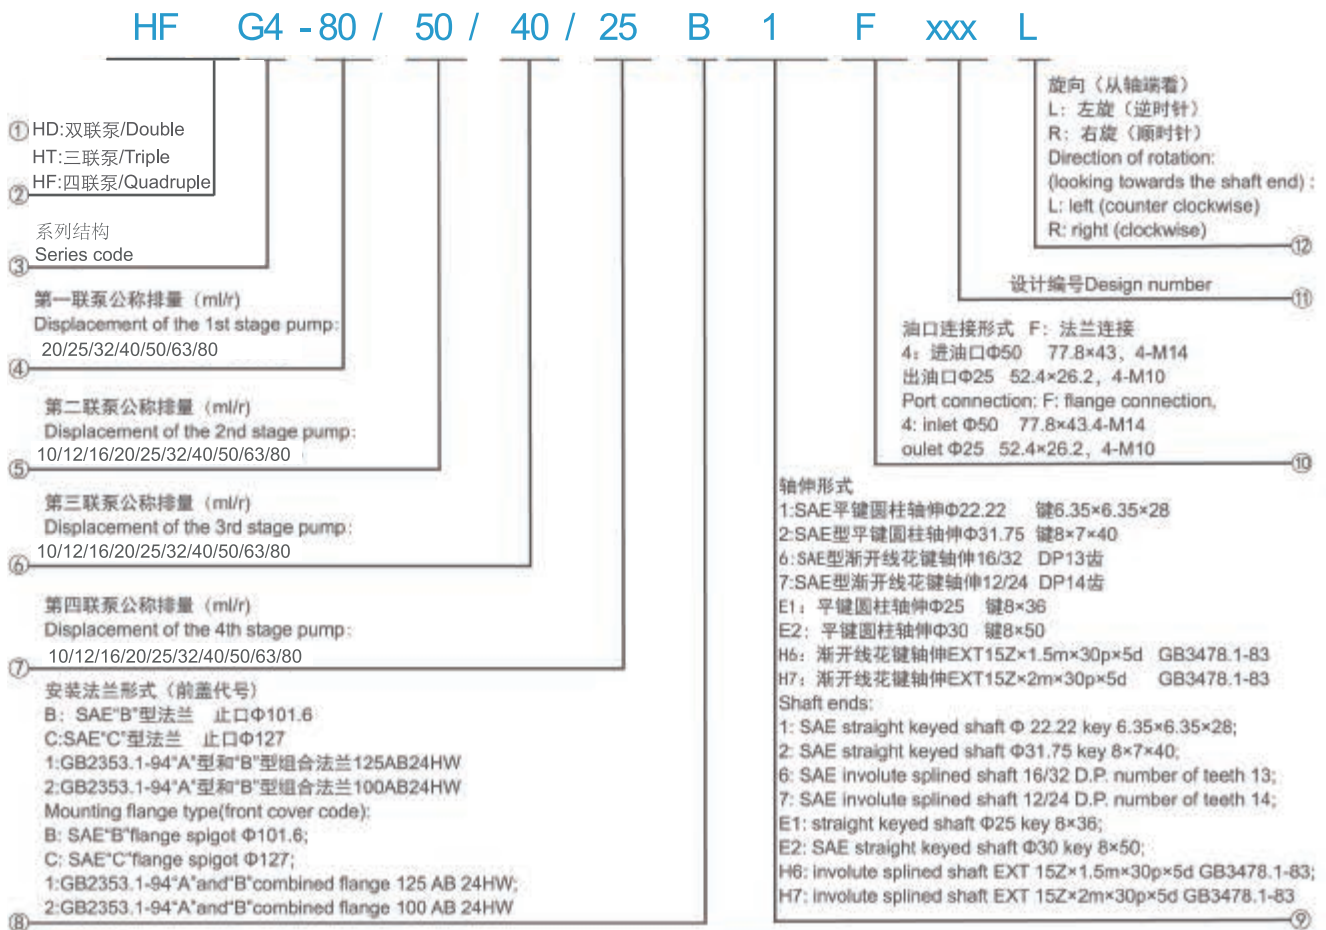 HF G4 - 80 / 50 / 40 / 25 B 1 F xxx L
① HD:双联泵/Double
HT:三联泵/Triple
② HF:四联泵/Quadruple
系列结构
Series code
③
第一联泵公称排量（ml/r)
Displacement of the 1st stage pump:
20/25/32/40/50/63/80
④
第二联泵公称排量（ml/r)
Displacement of the 2nd stage pump:
10/12/16/20/25/32/40/50/63/80
⑤
第三联泵公称排量（ml/r)
Displacement of the 3rd stage pump:
10/12/16/20/25/32/40/50/63/80
⑥
第四联泵公称排量（ml/r)
Displacement of the 4th stage pump:
10/12/16/20/25/32/40/50/63/80
⑦
安装法兰形式（前盖代号）
B：SAE"B"型法兰 止口Φ101.6
C:SAE"C"型法兰 止口Φ127
1:GB2353.1-94"A"型和"B"型组合法兰125AB24HW
2:GB2353.1-94"A"型和"B"型组合法兰100AB24HW
Mounting flange type(front cover code):
B: SAE"B"flange spigot Φ101.6;
C: SAE"C"flange spigot Φ127;
1:GB2353.1-94"A"and"B"combined flange 125 AB 24HW;
2:GB2353.1-94"A"and"B"combined flange 100 AB 24HW
⑧
旋向（从轴端看）
L：左旋（逆时针）
R：右旋（顺时针）
Direction of rotation:
(looking towards the shaft end) :
L: left (counter clockwise)
R: right (clockwise)
⑫
设计编号Design number
⑪
油口连接形式 F：法兰连接
4：进油口Φ50 77.8×43，4-M14
出油口Φ25 52.4×26.2，4-M10
Port connection: F: flange connection,
4: inlet Φ50 77.8×43.4-M14
oulet Φ25 52.4×26.2，4-M10
⑩
轴伸形式
1:SAE平键圆柱轴伸Φ22.22 键6.35×6.35×28
2:SAE型平键圆柱轴伸Φ31.75 键8×7×40
6:SAE型渐开线花键轴伸16/32 DP13齿
7:SAE型渐开线花键轴伸12/24 DP14齿
E1：平键圆柱轴伸Φ25 键8×36
E2：平键圆柱轴伸Φ30 键8×50
H6：渐开线花键轴伸EXT15Z×1.5m×30p×5d GB3478.1-83
H7：渐开线花键轴伸EXT15Z×2m×30p×5d GB3478.1-83
Shaft ends:
1: SAE straight keyed shaft Φ 22.22 key 6.35×6.35×28;
2: SAE straight keyed shaft Φ31.75 key 8×7×40;
6: SAE involute splined shaft 16/32 D.P. number of teeth 13;
7: SAE involute splined shaft 12/24 D.P. number of teeth 14;
E1: straight keyed shaft Φ25 key 8×36;
E2: SAE straight keyed shaft Φ30 key 8×50;
H6: involute splined shaft EXT 15Z×1.5m×30p×5d GB3478.1-83;
H7: involute splined shaft EXT 15Z×2m×30p×5d GB3478.1-83
⑨